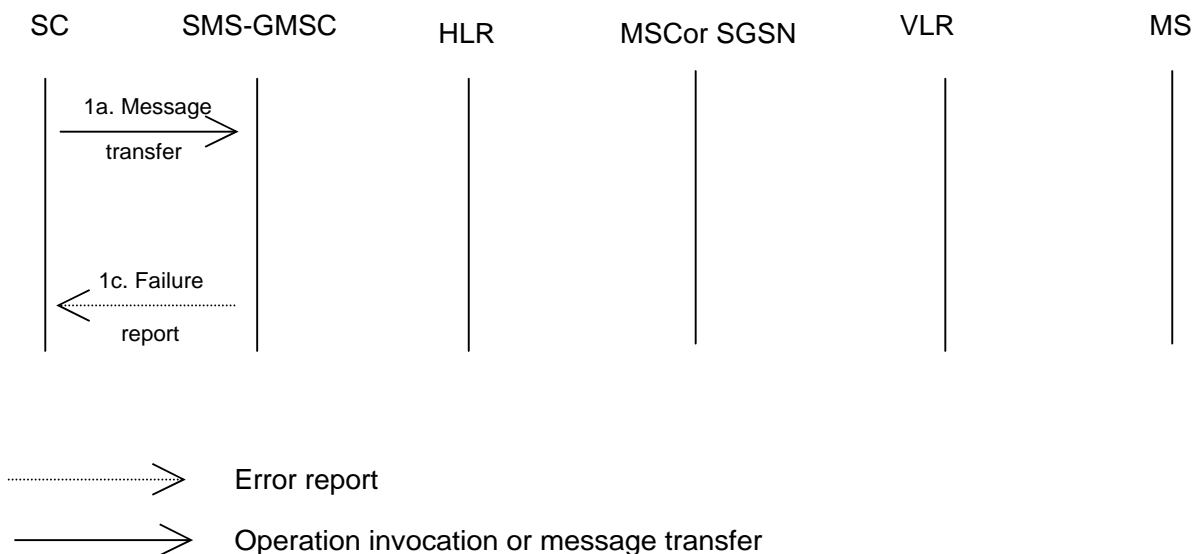 SC SMS-GMSC HLR MSCor SGSN VLR MS
1a. Message
transfer
1c. Failure
report
Error report
Operation invocation or message transfer